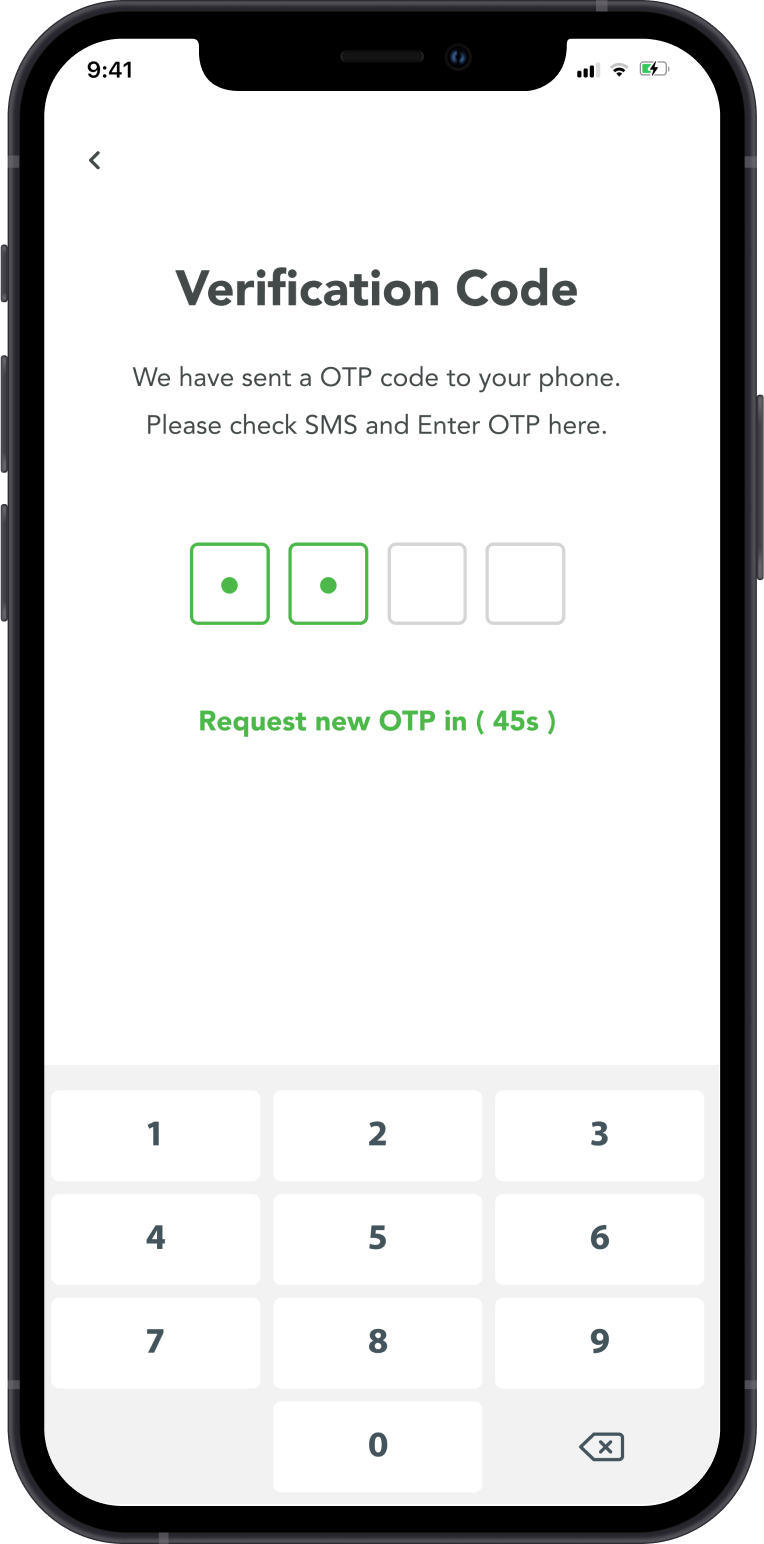 9:41
Verification Code
We have sent a OTP code to your phone.
Please check SMS and Enter OTP here.
Request new OTP in ( 45s )
1 2 3
4 5 6
7 8 9
0